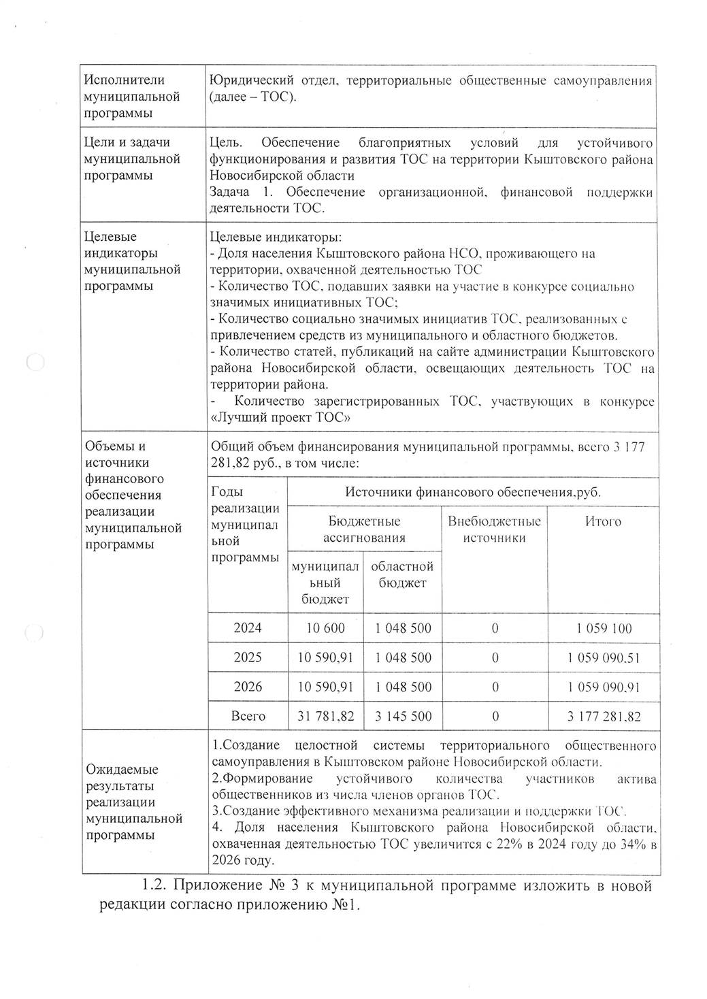 Исполнители
муниципальной
программы
Юридический отдел, территориальные общественные самоуправления
(далее – ТОС).
Цели и задачи
муниципальной
программы
Цель. Обеспечение благоприятных условий для устойчивого
функционирования и развития ТОС на территории Кыштовского района
Новосибирской области
Задача 1. Обеспечение организационной, финансовой поддержки
деятельности ТОС.
Целевые
индикаторы
муниципальной
программы
Целевые индикаторы:
- Доля населения Кыштовского района НСО, проживающего на
территории, охваченной деятельностью ТОС
- Количество ТОС, подавших заявки на участие в конкурсе социально
значимых инициативных ТОС;
- Количество социально значимых инициатив ТОС, реализованных с
привлечением средств из муниципального и областного бюджетов.
- Количество статей, публикаций на сайте администрации Кыштовского
района Новосибирской области, освещающих деятельность ТОС на
территории района.
- Количество зарегистрированных ТОС, участвующих в конкурсе
«Лучший проект ТОС»
Объемы и
источники
финансового
обеспечения
реализации
муниципальной
программы
Общий объем финансирования муниципальной программы, всего 3 177
281,82 руб., в том числе:
Годы
реализации
муниципал
ьной
программы
Источники финансового обеспечения,руб.
Бюджетные
ассигнования
Внебюджетные
источники
Итого
муниципал
ьный
бюджет
областной
бюджет
2024 10 600 1 048 500 0 1 059 100
2025 10 590,91 1 048 500 0 1 059 090,51
2026 10 590,91 1 048 500 0 1 059 090,91
Всего 31 781,82 3 145 500 0 3 177 281,82
Ожидаемые
результаты
реализации
муниципальной
программы
1.Создание целостной системы территориального общественного
самоуправления в Кыштовском районе Новосибирской области.
2.Формирование устойчивого количества участников актива
общественников из числа членов органов ТОС.
3.Создание эффективного механизма реализации и поддержки ТОС.
4. Доля населения Кыштовского района Новосибирской области,
охваченная деятельностью ТОС увеличится с 22% в 2024 году до 34% в
2026 году.
1.2. Приложение № 3 к муниципальной программе изложить в новой
редакции согласно приложению №1.